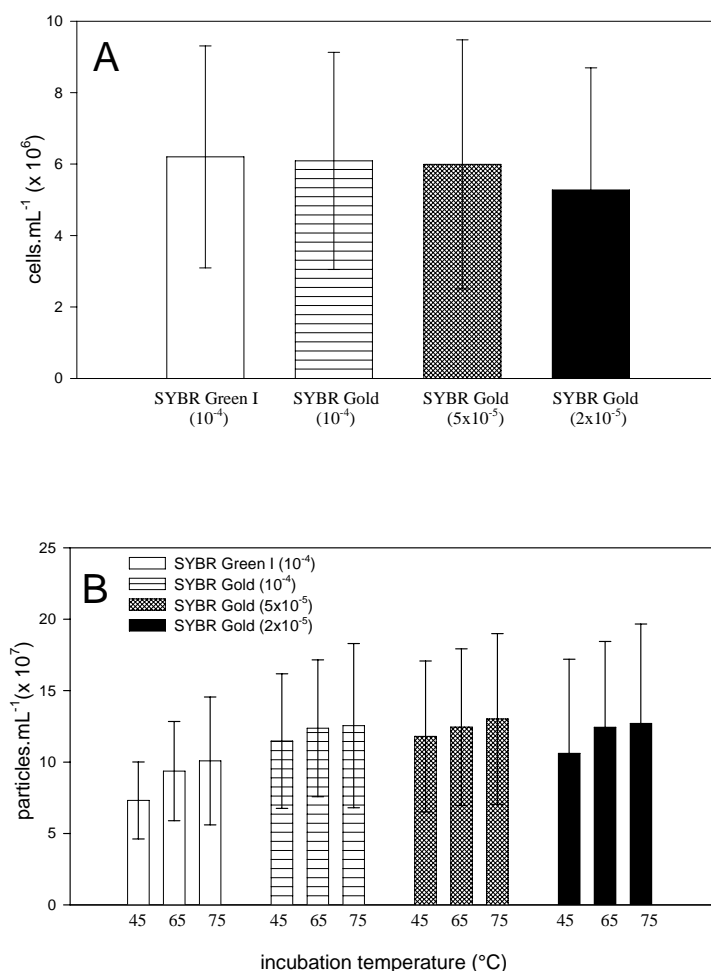 A
10
8
6
4
2
0
cells.mL⁻¹ (x 10⁶)
SYBR Green I SYBR Gold SYBR Gold SYBR Gold
(10⁻⁴) (10⁻⁴) (5x10⁻⁵) (2x10⁻⁵)
B
SYBR Green I (10⁻⁴)
SYBR Gold (10⁻⁴)
SYBR Gold (5x10⁻⁵)
SYBR Gold (2x10⁻⁵)
25
20
15
10
5
0
particles.mL⁻¹(x 10⁷)
45 65 75 45 65 75 45 65 75 45 65 75
incubation temperature (°C)